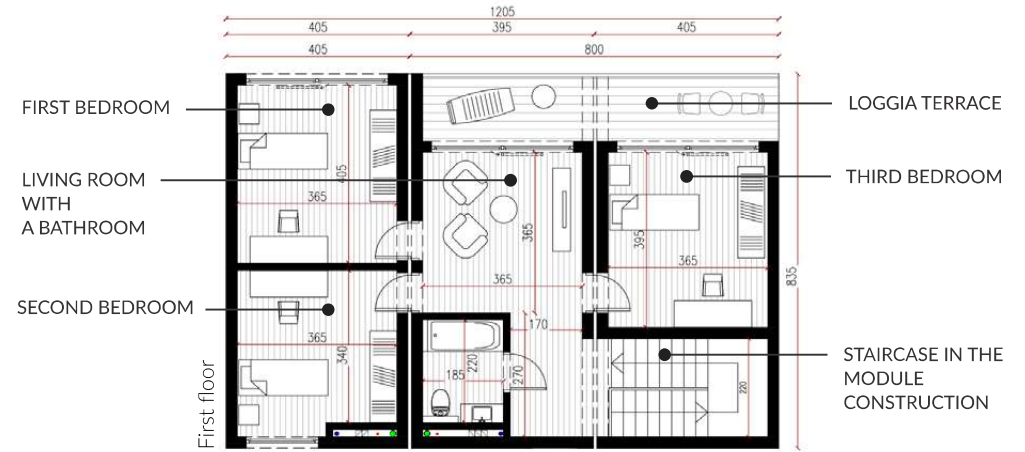 1205
405 395 405
405 800
FIRST BEDROOM
LOGGIA TERRACE
LIVING ROOM
WITH
A BATHROOM
THIRD BEDROOM
405
365
365
395
365
365
835
SECOND BEDROOM
170
365
340
185
220
270
220
STAIRCASE IN THE
MODULE
CONSTRUCTION
First floor